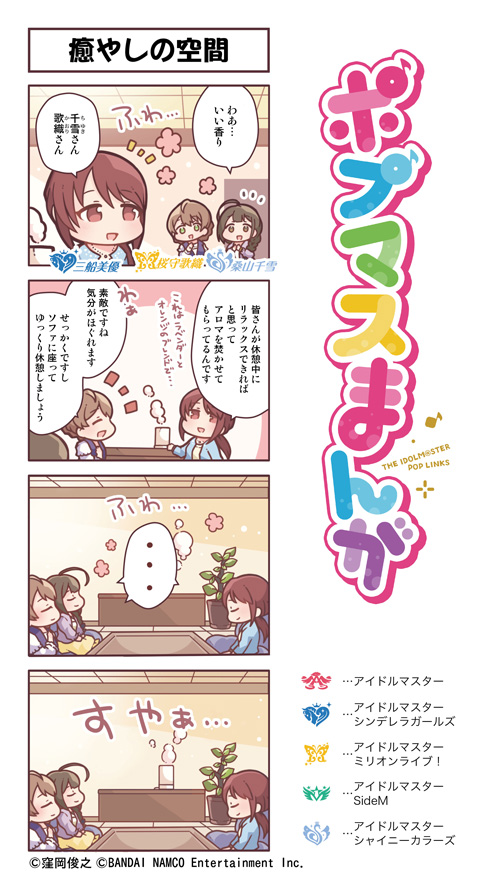 癒やしの空間
わあ…
いい香り
ふわ…
千雪さん
ちゆき
歌織さん
かおり
三船美優
桜守歌織・
桑山千雪
皆さんが休憩中に
リラックスできれば
と思って
アロマを焚かせて
もらってるんです
これはラベンダーと
オレンジのブレンドで…
わぁ
素敵ですね
気分がほぐれます
せっかくですし
ソファに座って
ゆっくり休憩しましょう
ふわ…
・・・
すやぁ…
ポプマスまんが
THE IDOLM@STER
POP LINKS
…アイドルマスター
…アイドルマスター
シンデレラガールズ
…アイドルマスター
ミリオンライブ！
…アイドルマスター
SideM
…アイドルマスター
シャイニーカラーズ
©窪岡俊之 ©BANDAI NAMCO Entertainment Inc.